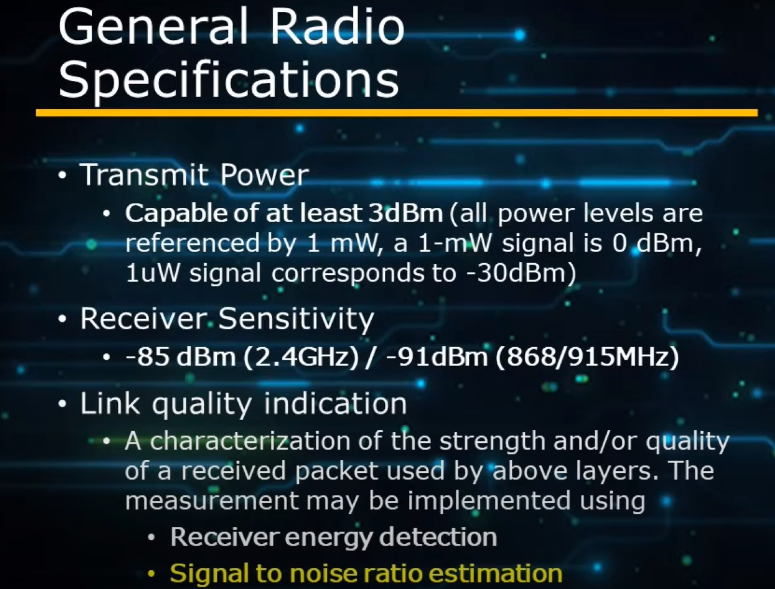 General Radio
Specifications
• Transmit Power
• Capable of at least 3dBm (all power levels are
referenced by 1 mW, a 1-mW signal is 0 dBm,
1uW signal corresponds to -30dBm)
• Receiver Sensitivity
• -85 dBm (2.4GHz) / -91dBm (868/915MHz)
• Link quality indication
• A characterization of the strength and/or quality
of a received packet used by above layers. The
measurement may be implemented using
• Receiver energy detection
• Signal to noise ratio estimation